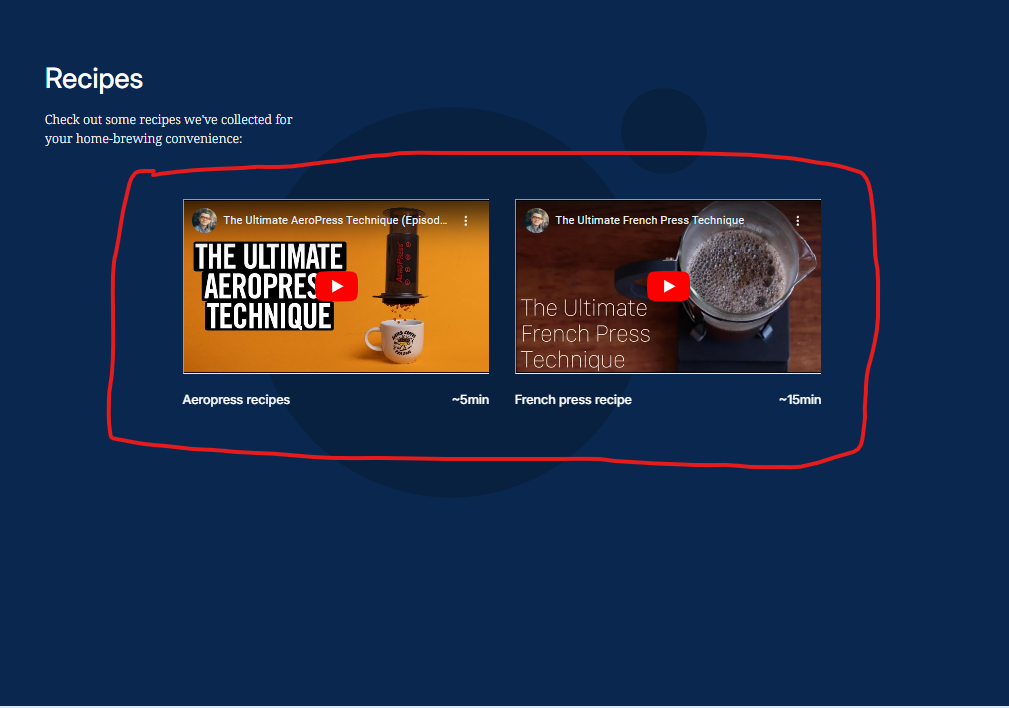 Recipes
Check out some recipes we've collected for
your home-brewing convenience:
The Ultimate AeroPress Technique (Episod...
THE ULTIMATE
AEROPRES
TECHNIQUE
AeroPress
Aeropress recipes
~5min
The Ultimate French Press Technique
The Ultimate
French Press
Technique
French press recipe
~15min